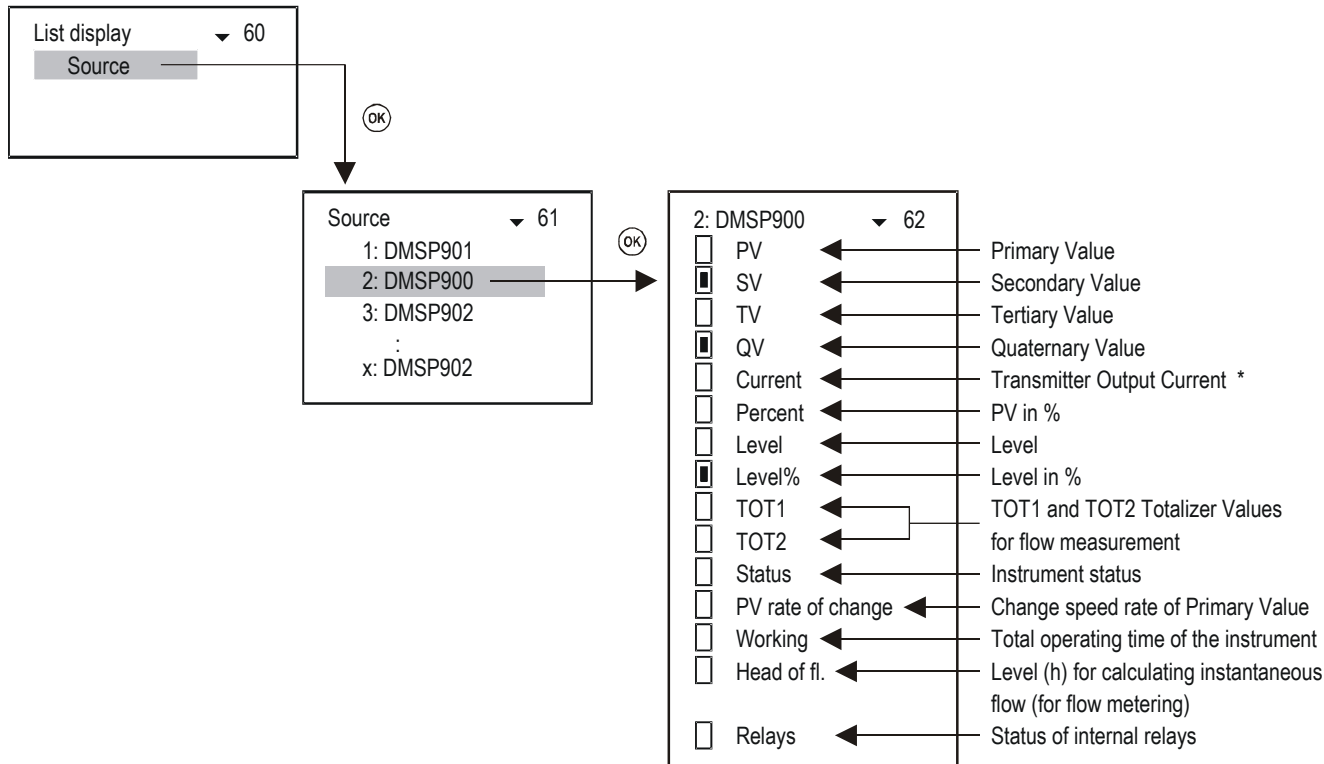 List display ▼ 60
Source
OK
Source ▼ 61
1: DMSP901
2: DMSP900
3: DMSP902
:
x: DMSP902
OK
2: DMSP900 ▼ 62
PV Primary Value
SV Secondary Value
TV Tertiary Value
QV Quaternary Value
Current Transmitter Output Current *
Percent PV in %
Level Level
Level% Level in %
TOT1 TOT1 and TOT2 Totalizer Values
TOT2 for flow measurement
Status Instrument status
PV rate of change Change speed rate of Primary Value
Working Total operating time of the instrument
Head of fl. Level (h) for calculating instantaneous
flow (for flow metering)
Relays Status of internal relays